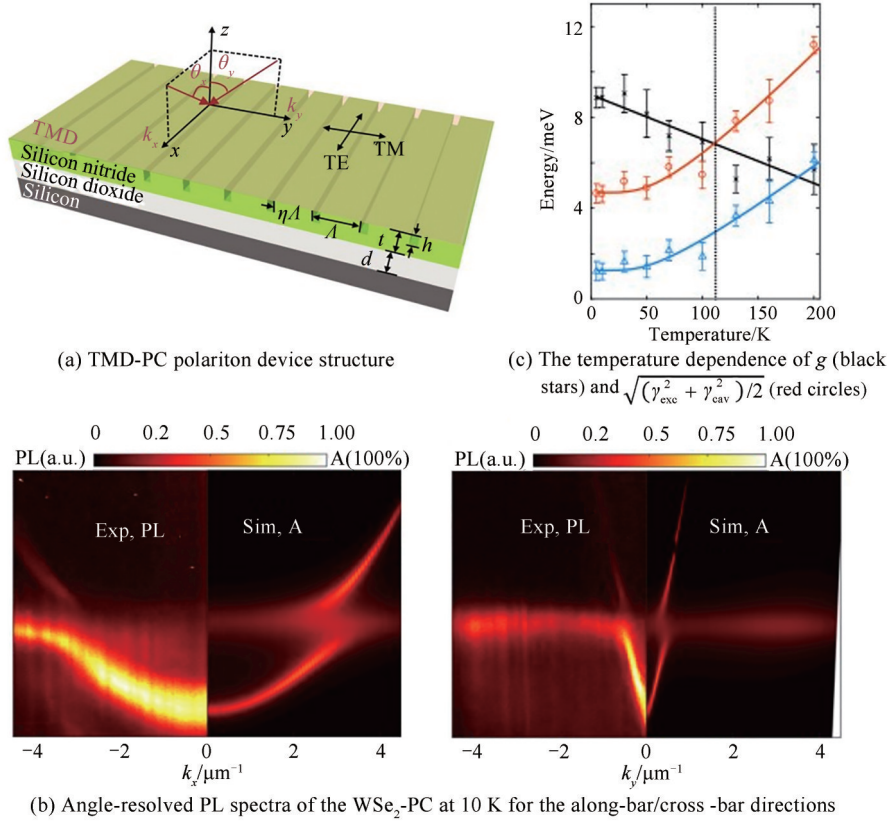 z
θx
θy
kx
ky
x
y
TMD
TE
TM
Silicon nitride
Silicon dioxide
Silicon
ηΛ
Λ
t
h
d
(a) TMD-PC polariton device structure
12
8
4
0
Energy/meV
0 50 100 150 200
Temperature/K
(c) The temperature dependence of g (black
stars) and √(γ²exc + γ²cav)/2 (red circles)
0 0.2 0.75 1.00
PL(a.u.) A(100%)
Exp, PL Sim, A
−4 −2 0 2 4
kx/μm⁻¹
0 0.2 0.75 1.00
PL(a.u.) A(100%)
Exp, PL Sim, A
−4 −2 0 2 4
ky/μm⁻¹
(b) Angle-resolved PL spectra of the WSe₂-PC at 10 K for the along-bar/cross -bar directions